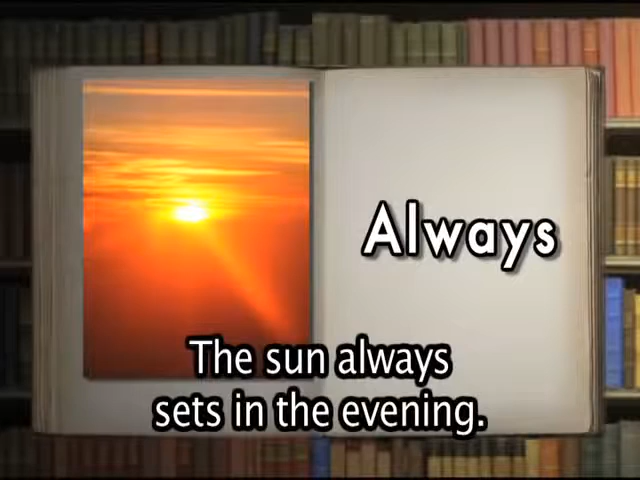 Always
The sun always
sets in the evening.